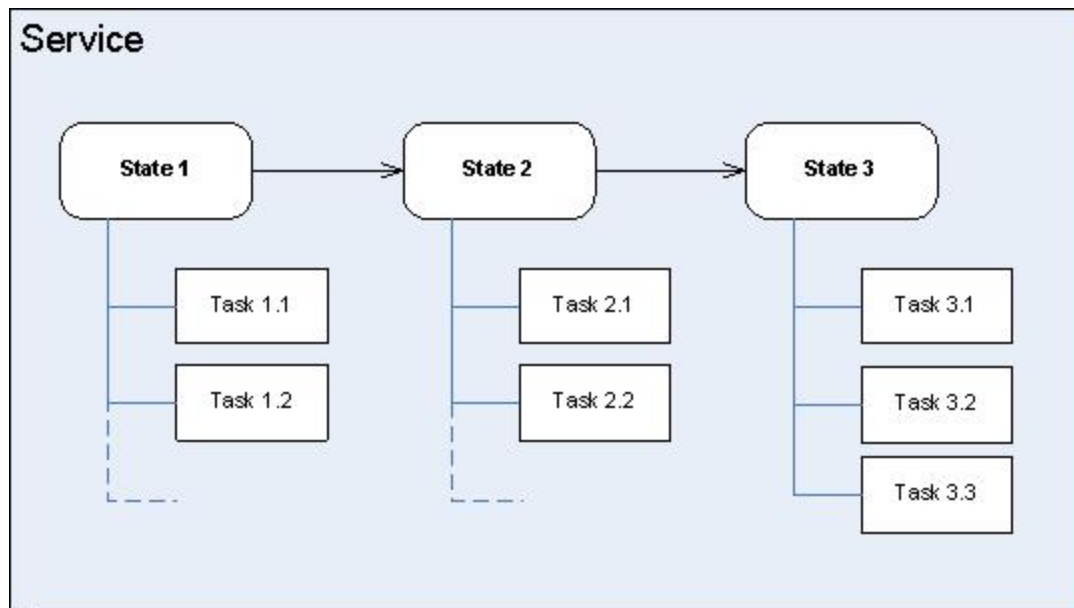 Service
State 1
State 2
State 3
Task 1.1
Task 2.1
Task 3.1
Task 1.2
Task 2.2
Task 3.2
Task 3.3